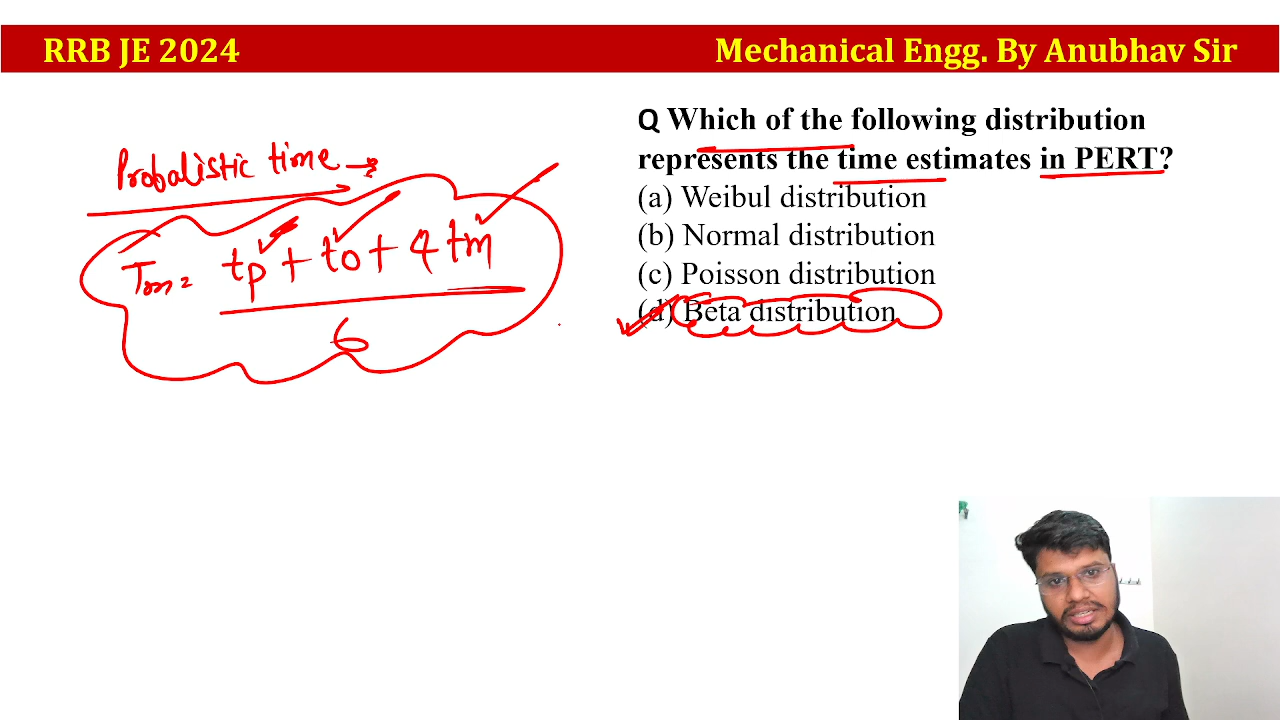 RRB JE 2024
Mechanical Engg. By Anubhav Sir
Q Which of the following distribution
represents the time estimates in PERT?
(a) Weibul distribution
(b) Normal distribution
(c) Poisson distribution
(d) Beta distribution
Probalistic time →
Tm = tp + to + 4 tm
6